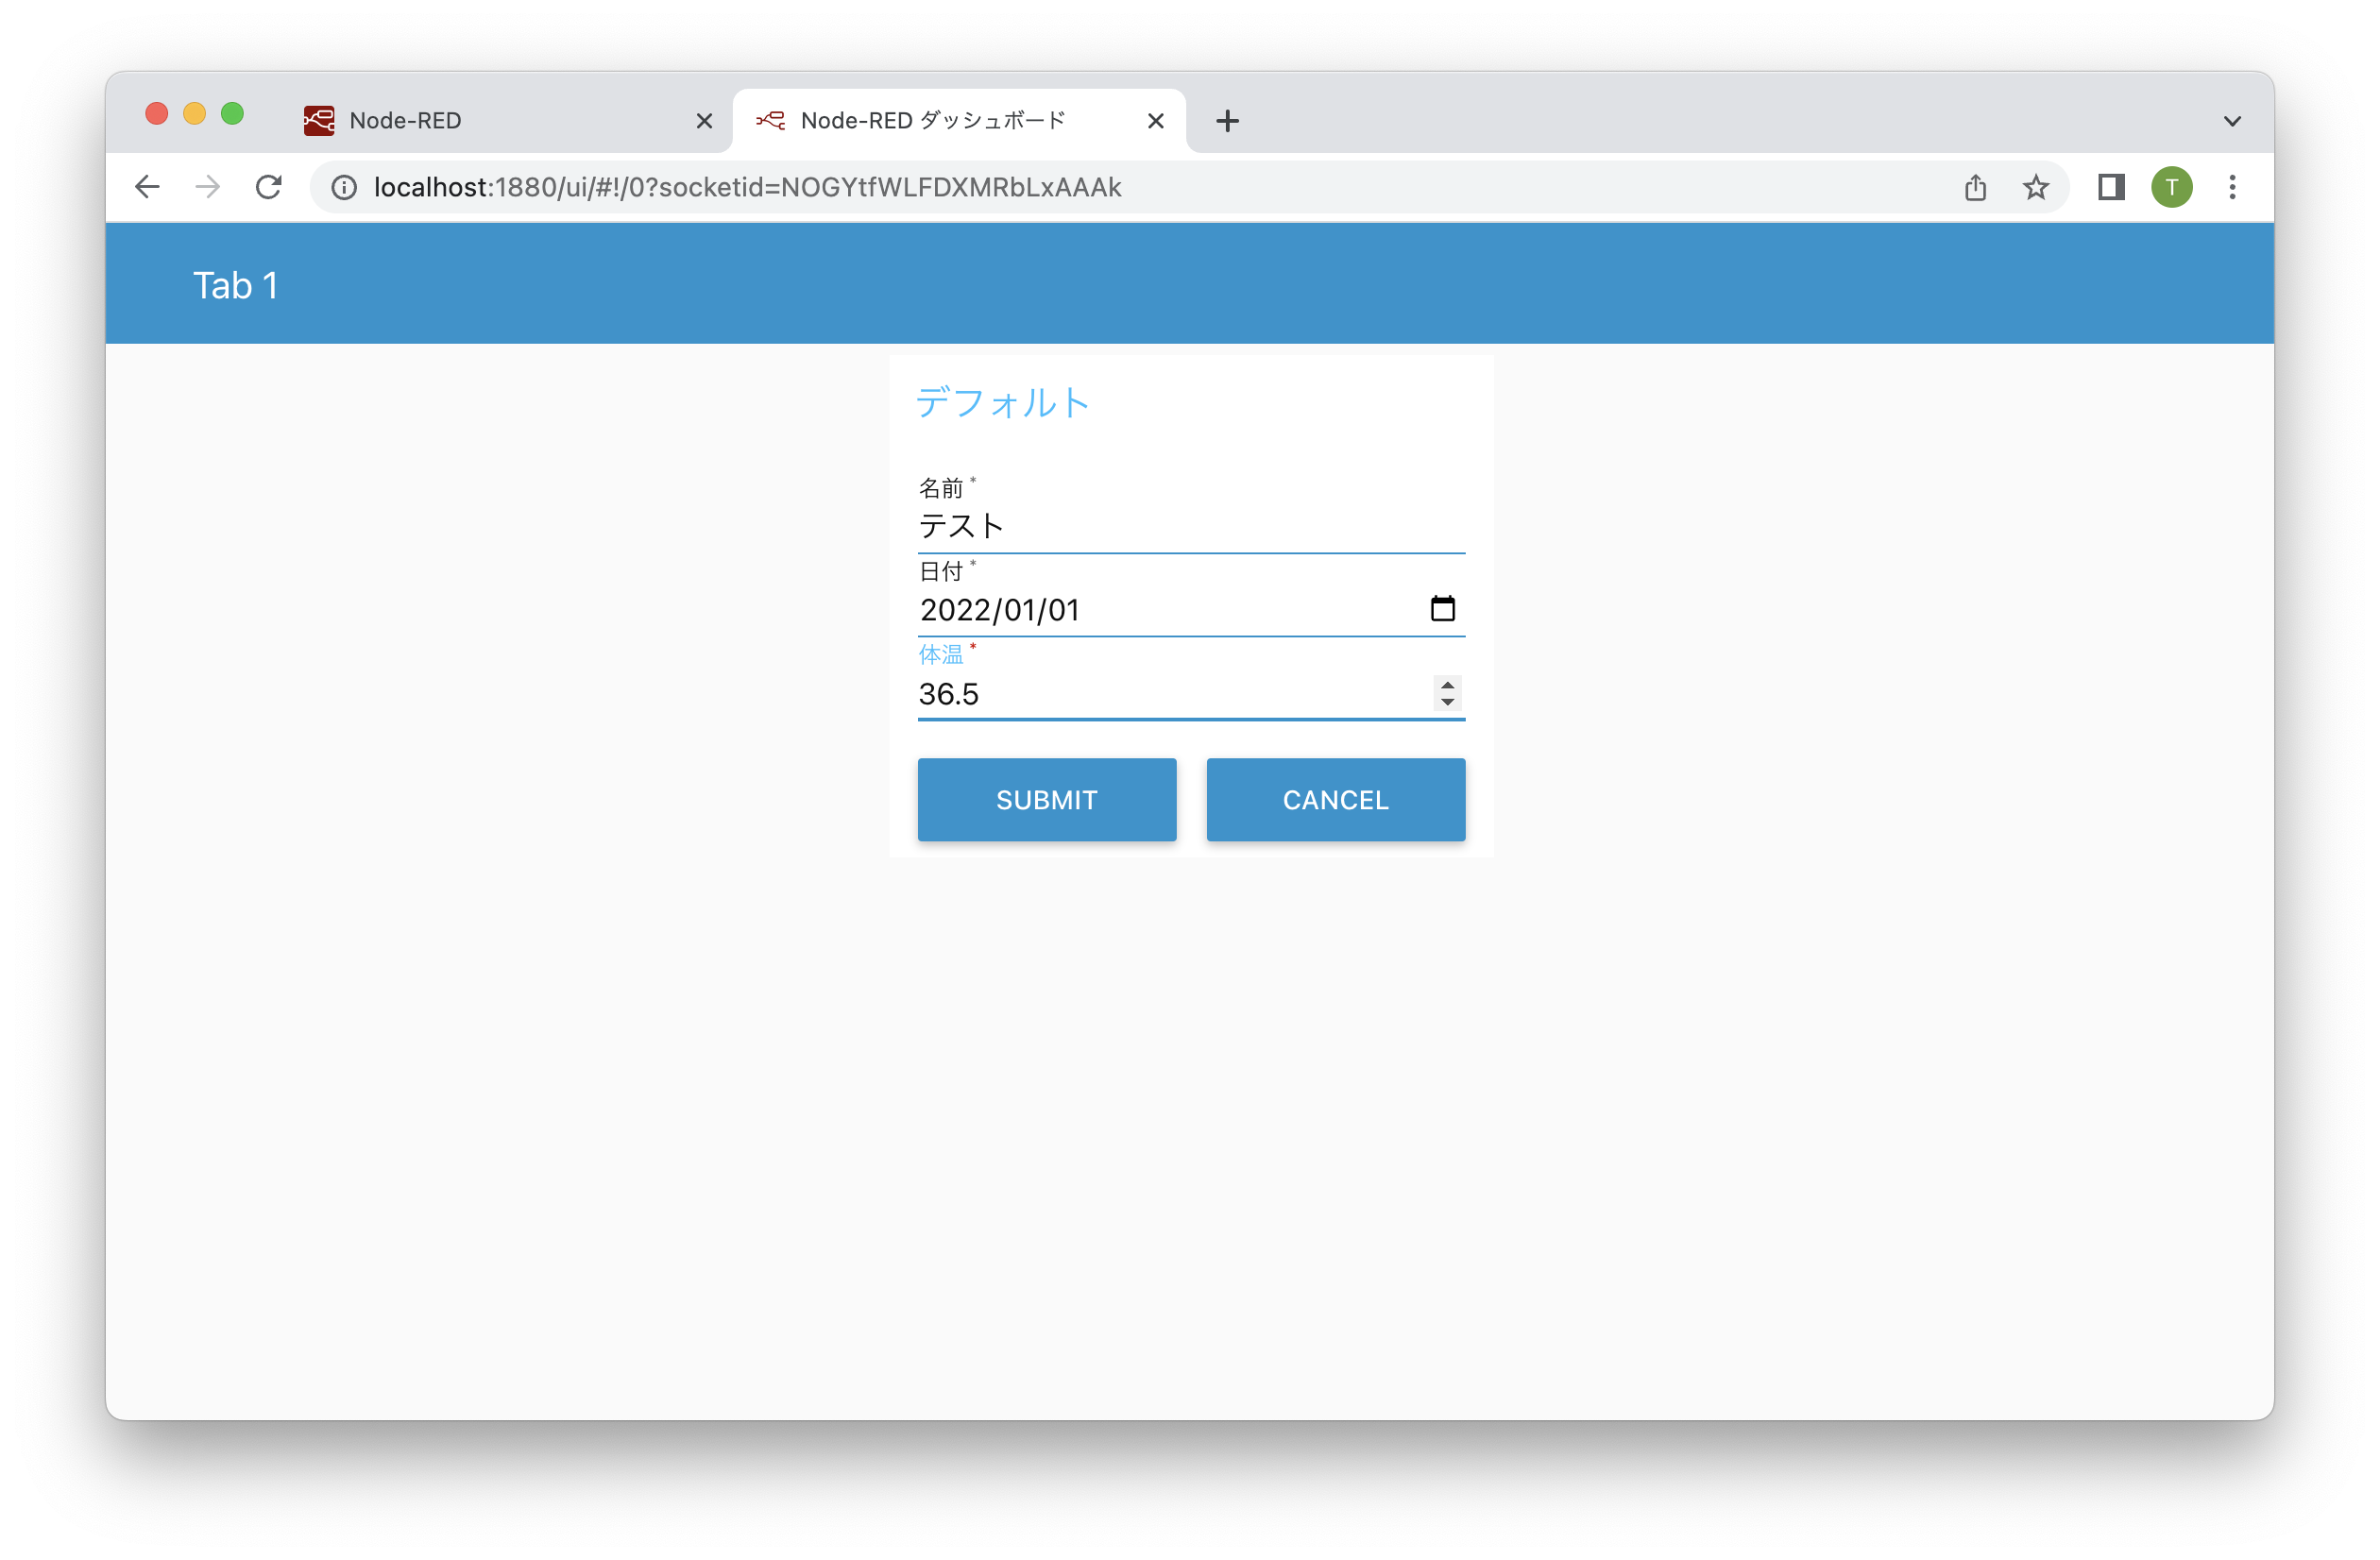 Node-RED
Node-RED ダッシュボード
localhost:1880/ui/#!/0?socketid=NOGYtfWLFDXMRbLxAAAk
T
Tab 1
デフォルト
名前 *
テスト
日付 *
2022/01/01
体温 *
36.5
SUBMIT CANCEL